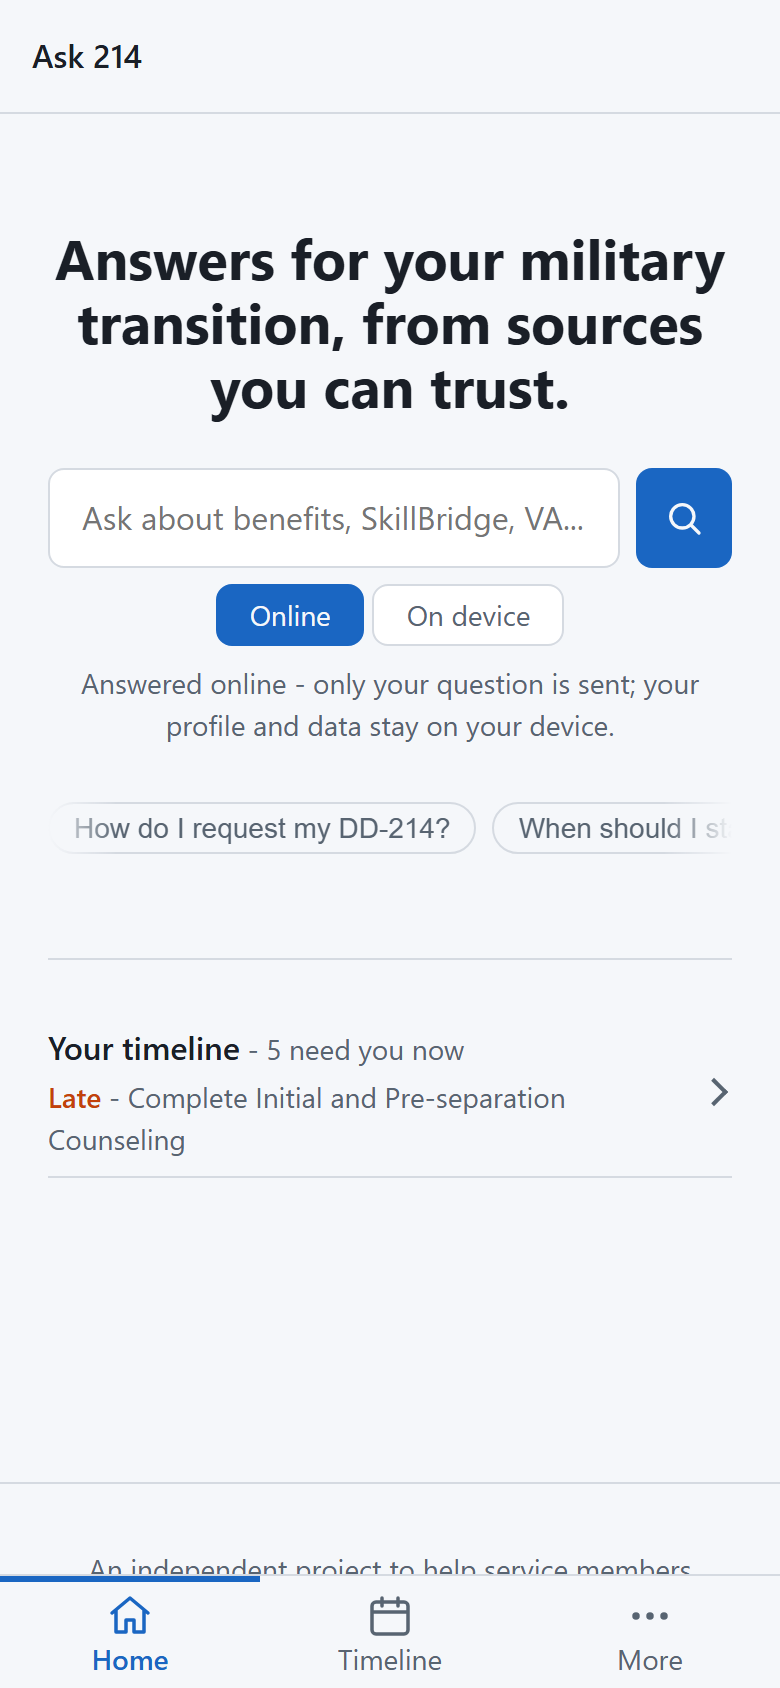 Ask 214
Answers for your military
transition, from sources
you can trust.
Ask about benefits, SkillBridge, VA...
Online
On device
Answered online - only your question is sent; your
profile and data stay on your device.
How do I request my DD-214?
When should I
Your timeline - 5 need you now
Late - Complete Initial and Pre-separation
Counseling
An independent project to help service members
Home
Timeline
More